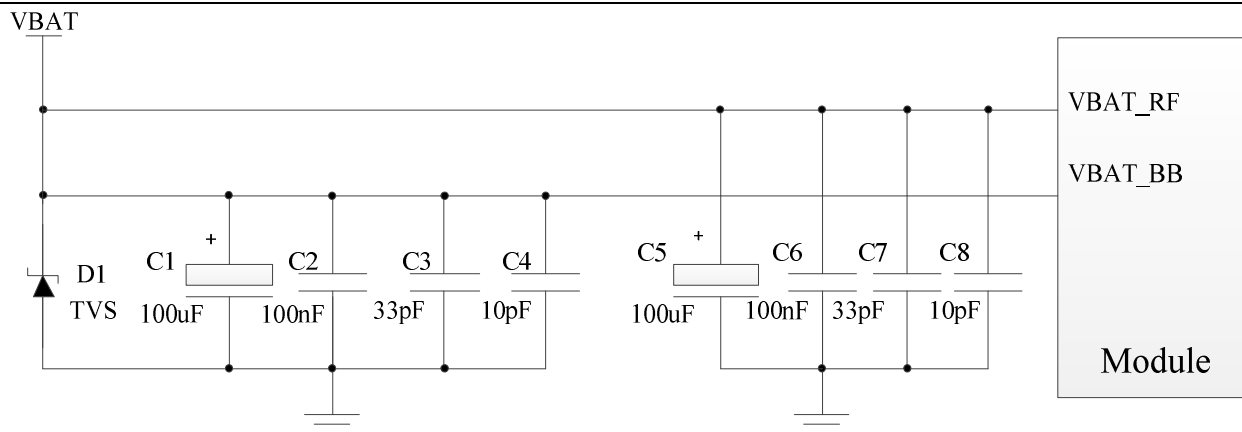 VBAT
VBAT_RF
VBAT_BB
+
+
C1
C2
C3
C4
C5
C6
C7
C8
D1
TVS
100uF
100nF
33pF
10pF
100uF
100nF
33pF
10pF
Module